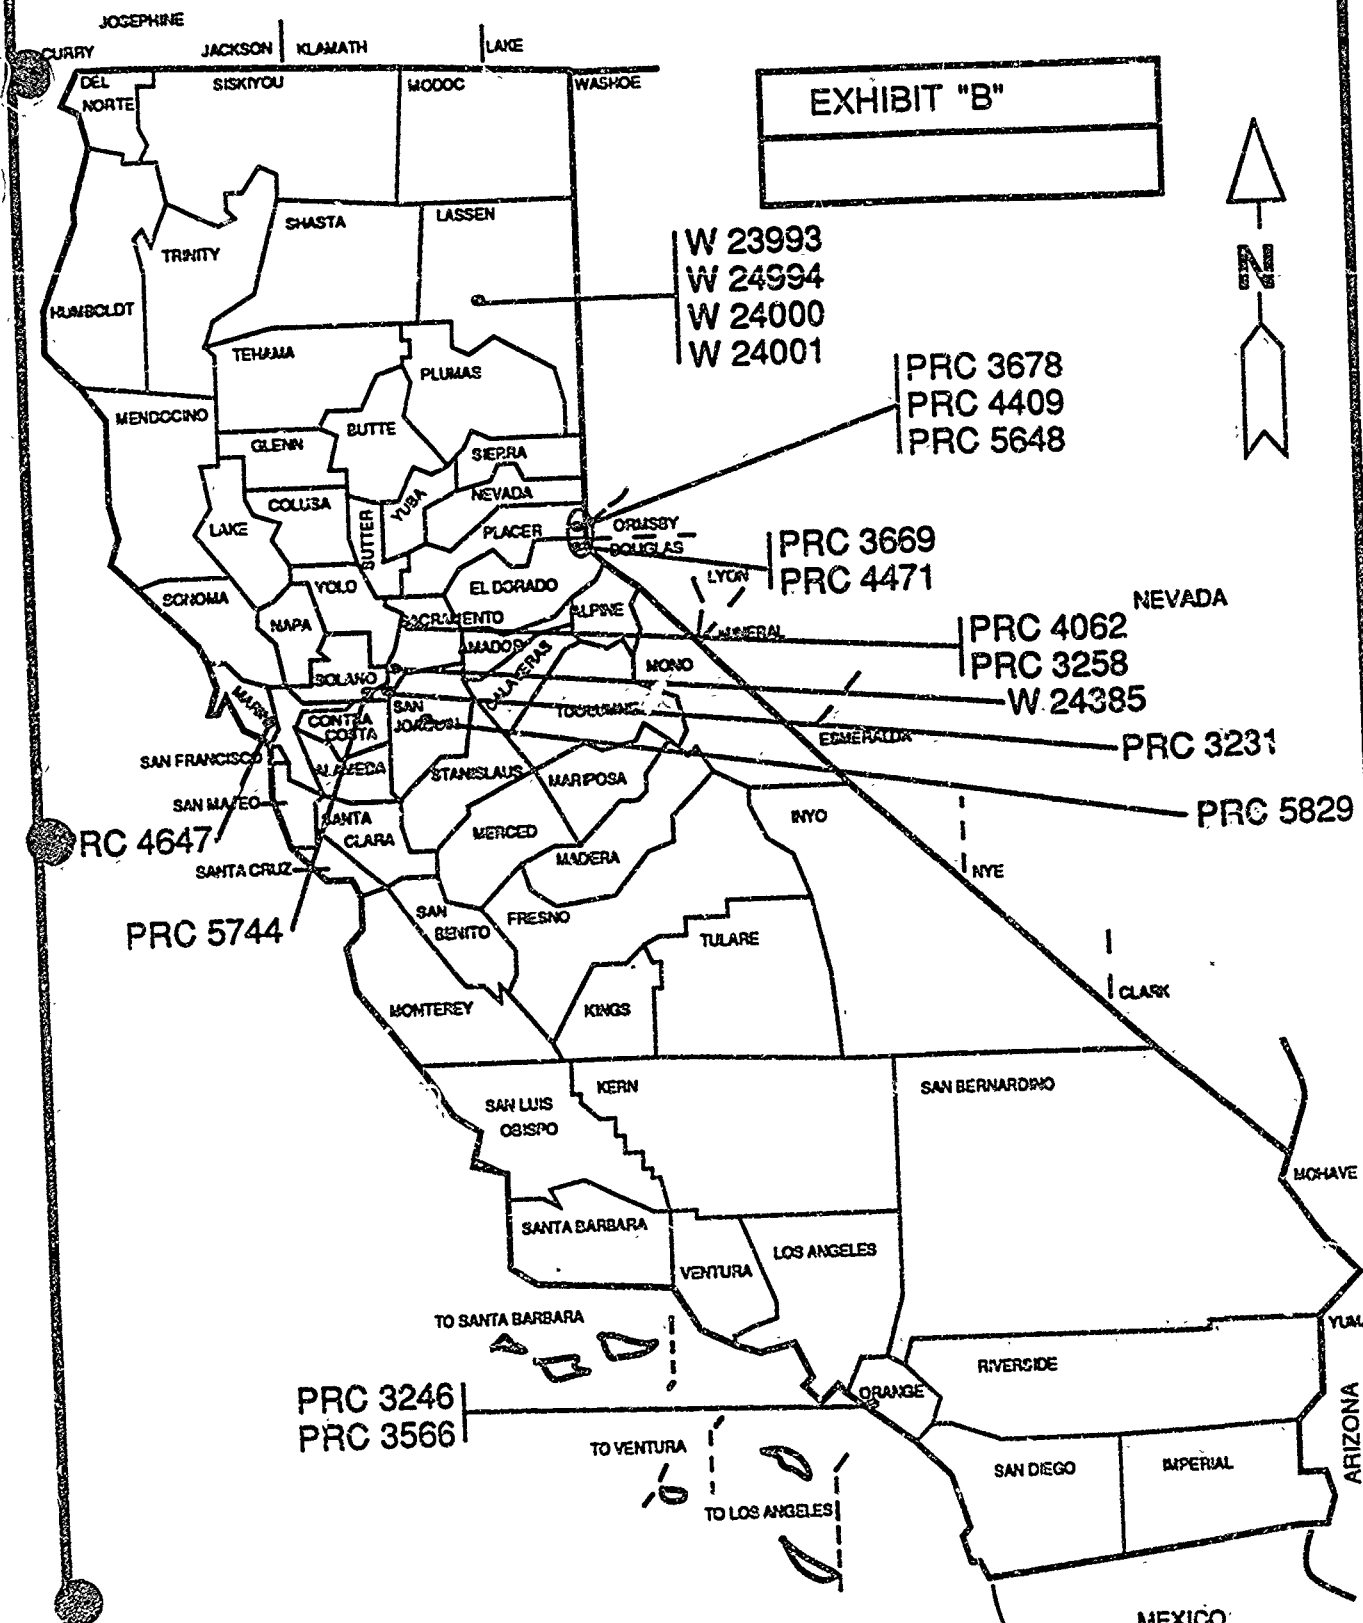 JOSEPHINE
CURRY
JACKSON
KLAMATH
LAKE
DEL
NORTE
SISKIYOU
MODOC
WASHOE
EXHIBIT "B"
N
SHASTA
LASSEN
TRINITY
HUMBOLDT
W 23993
W 24994
W 24000
W 24001
TEHAMA
PLUMAS
PRC 3678
PRC 4409
PRC 5648
MENDOCINO
GLENN
BUTTE
SIERRA
COLUSA
YUBA
NEVADA
LAKE
BUTTER
PLACER
ORMSBY
DOUGLAS
PRC 3669
PRC 4471
LYON
YOLO
EL DORADO
SONOMA
NAPA
SACRAMENTO
ALPINE
NEVADA
PRC 4062
PRC 3258
AMADOR
CALAVERAS
MONO
SOLANO
W 24385
MARIN
CONTRA
COSTA
SAN
JOAQUIN
TUOLUMNE
ESMERALDA
PRC 3231
SAN FRANCISCO
ALAMEDA
STANISLAUS
MARIPOSA
SAN MATEO
INYO
PRC 5829
RC 4647
SANTA
CLARA
MERCED
MADERA
SANTA CRUZ
NYE
PRC 5744
SAN
BENITO
FRESNO
TULARE
CLARK
MONTEREY
KINGS
KERN
SAN BERNARDINO
SAN LUIS
OBISPO
MOHAVE
SANTA BARBARA
VENTURA
LOS ANGELES
TO SANTA BARBARA
YUM
RIVERSIDE
ORANGE
PRC 3246
PRC 3566
ARIZONA
TO VENTURA
SAN DIEGO
IMPERIAL
TO LOS ANGELES
MEXICO